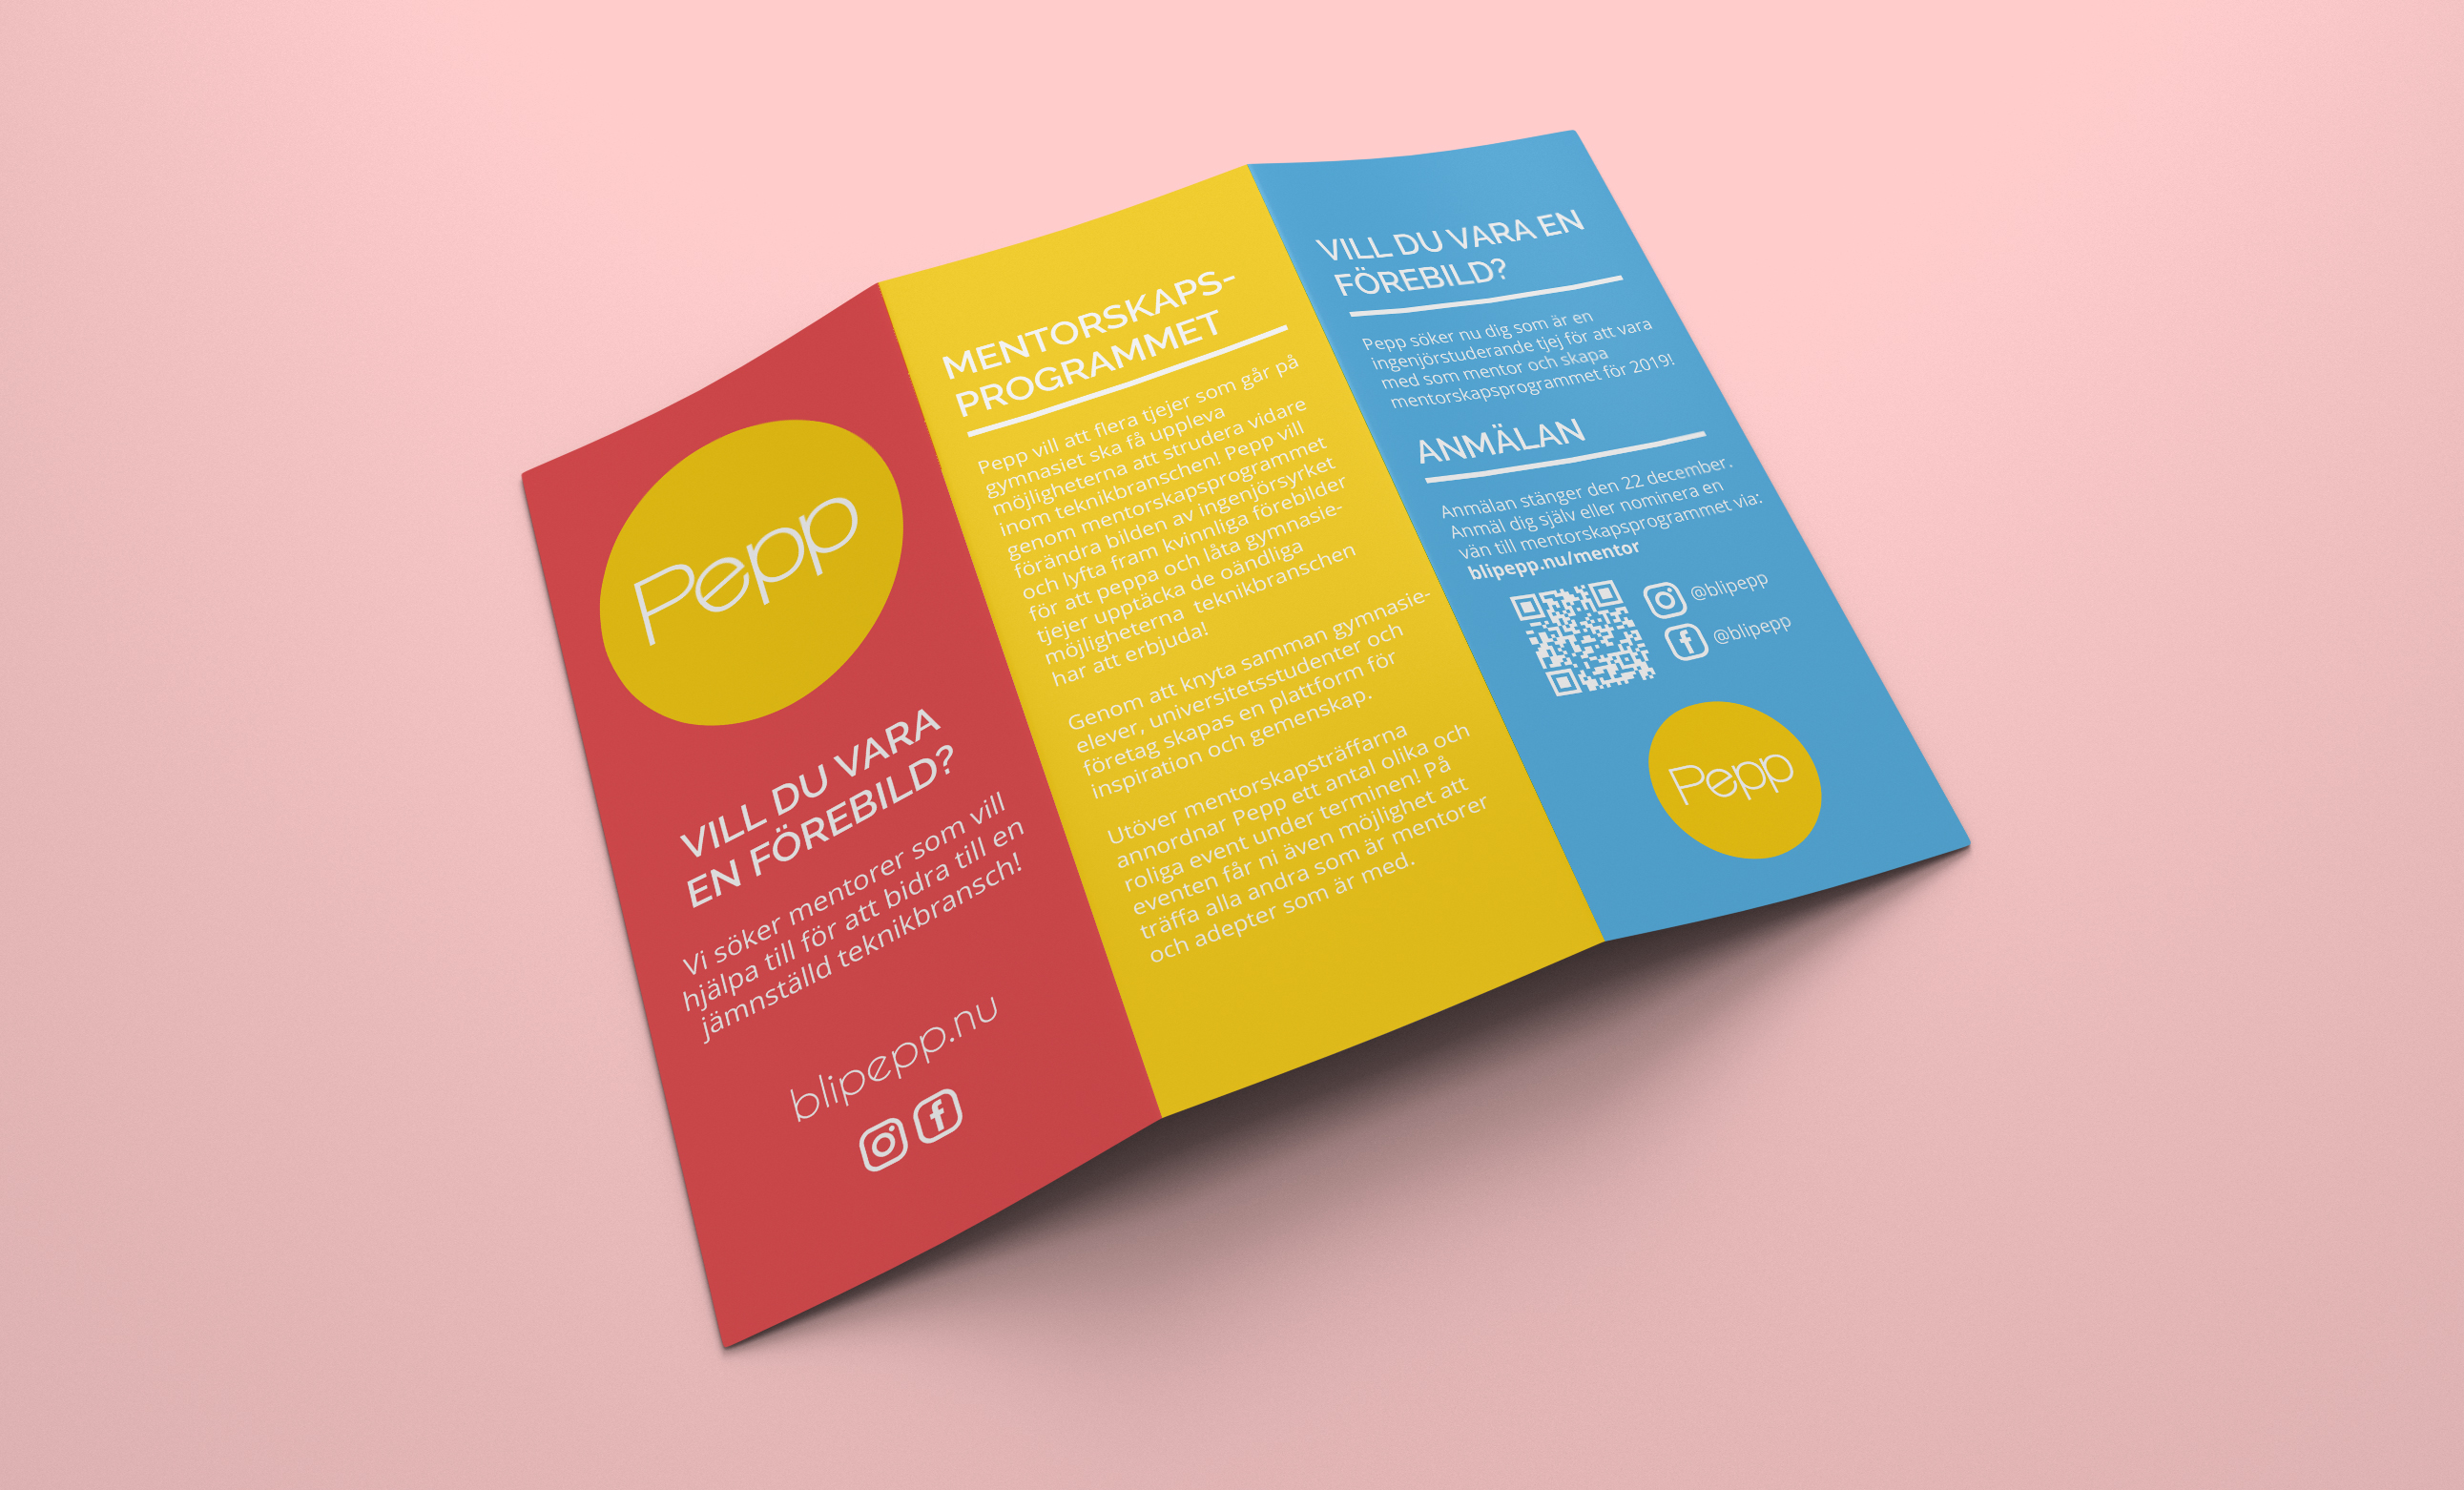 Pepp
VILL DU VARA
EN FÖREBILD?
Vi söker mentorer som vill
hjälpa till för att bidra till en
jämnställd teknikbransch!
blipepp.nu
MENTORSKAPS-
PROGRAMMET
Pepp vill att flera tjejer som går på
gymnasiet ska få uppleva
möjligheterna att strudera vidare
inom teknikbranschen! Pepp vill
genom mentorskapsprogrammet
förändra bilden av ingenjörsyrket
och lyfta fram kvinnliga förebilder
för att peppa och låta gymnasie-
tjejer upptäcka de oändliga
möjligheterna teknikbranschen
har att erbjuda!
Genom att knyta samman gymnasie-
elever, universitetsstudenter och
företag skapas en plattform för
inspiration och gemenskap.
Utöver mentorskapsträffarna
annordnar Pepp ett antal olika och
roliga event under terminen! På
eventen får ni även möjlighet att
träffa alla andra som är mentorer
och adepter som är med.
VILL DU VARA EN
FÖREBILD?
Pepp söker nu dig som är en
ingenjörstuderande tjej för att vara
med som mentor och skapa
mentorskapsprogrammet för 2019!
ANMÄLAN
Anmälan stänger den 22 december.
Anmäl dig själv eller nominera en
vän till mentorskapsprogrammet via:
blipepp.nu/mentor
@blipepp
@blipepp
Pepp